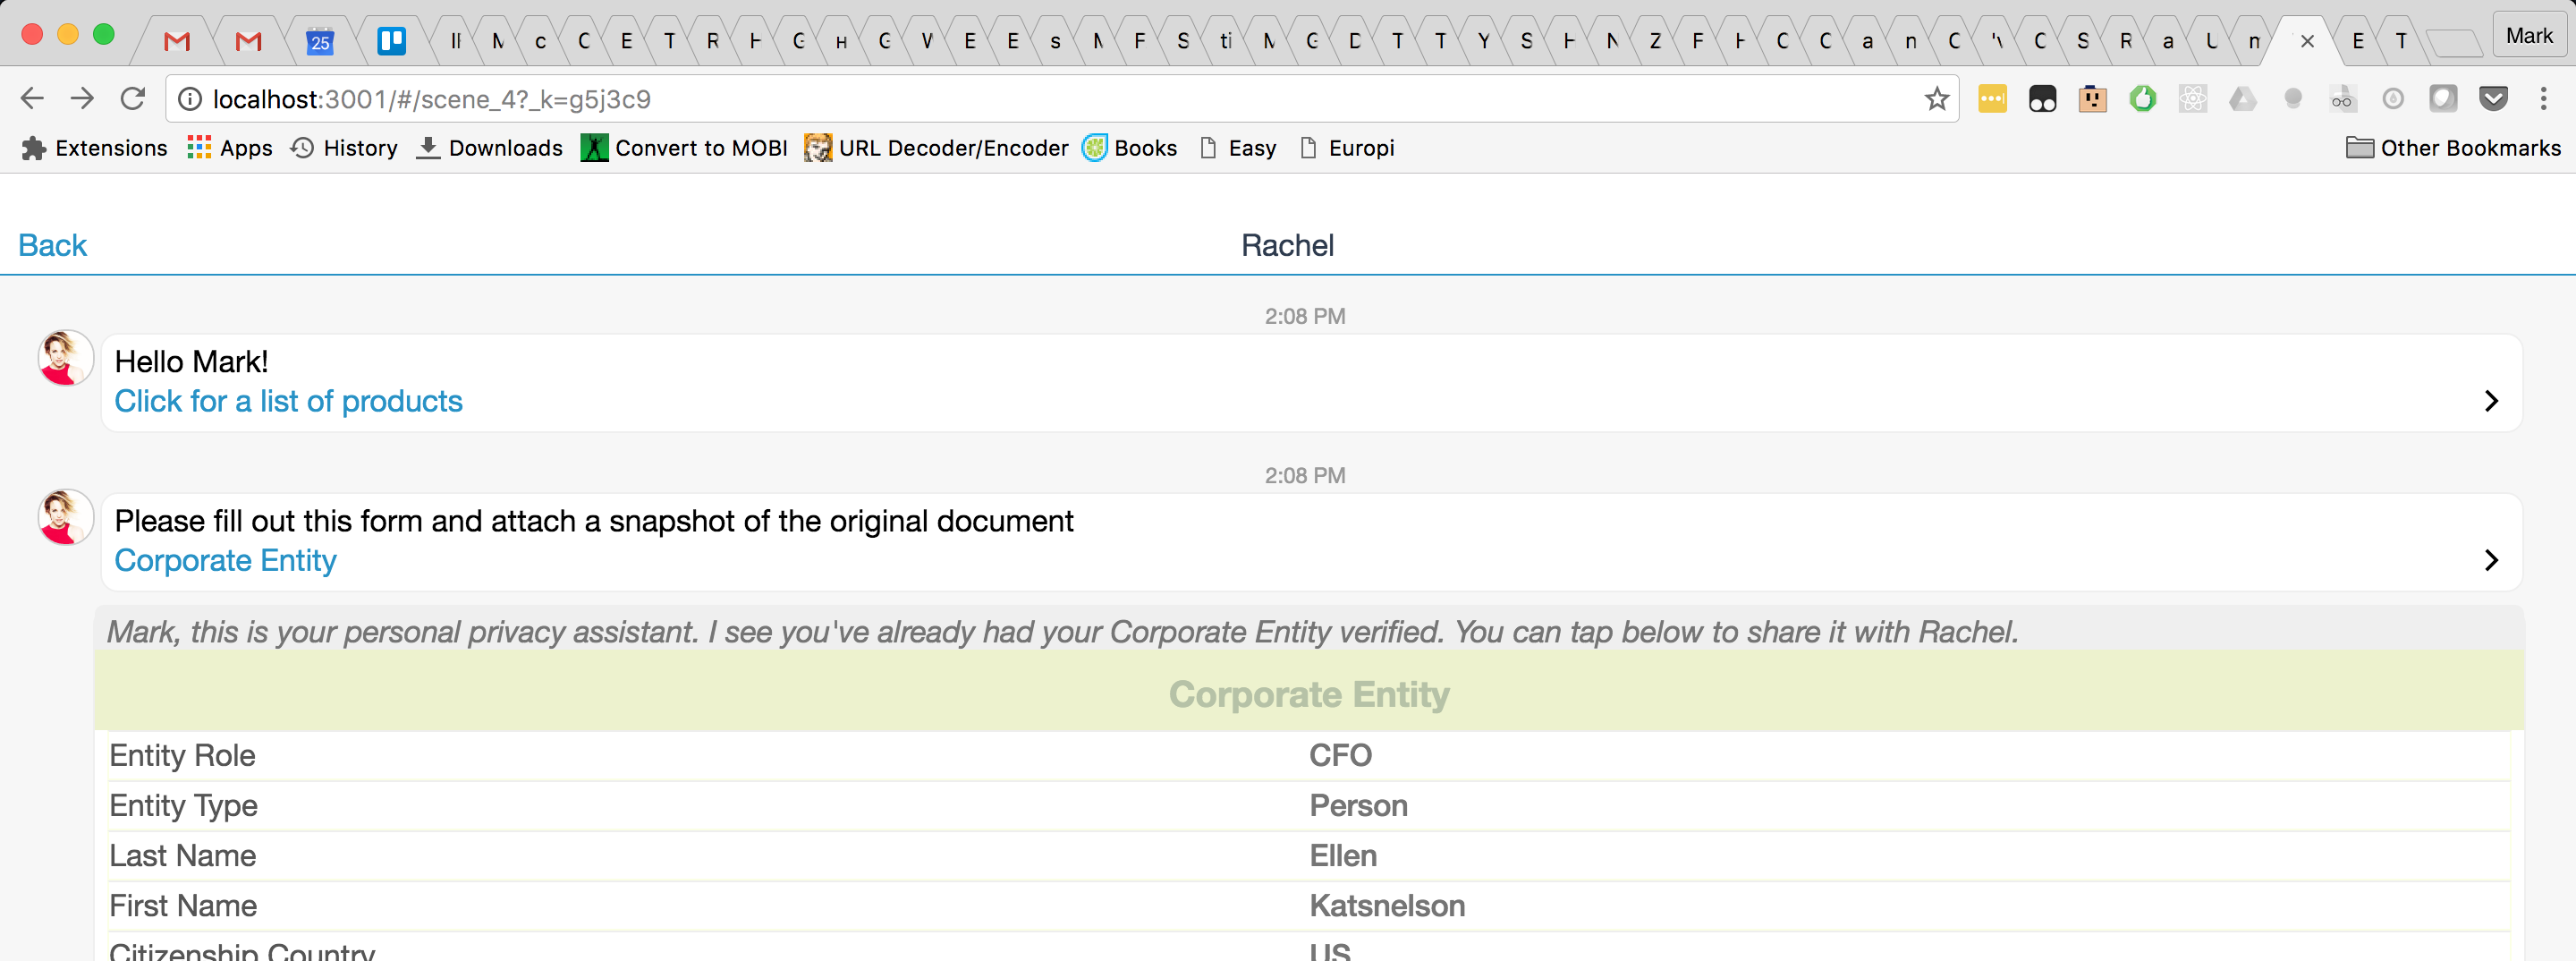 25 Il M c C E T R H G н G W E E s M F S ti M G D T T Y S H N Z F H C C a n C '\ C S R a U m E T Mark
localhost:3001/#/scene_4?_k=g5j3c9
Extensions Apps History Downloads Convert to MOBI URL Decoder/Encoder Books Easy Europi Other Bookmarks
Back Rachel
2:08 PM
Hello Mark!
Click for a list of products
2:08 PM
Please fill out this form and attach a snapshot of the original document
Corporate Entity
Mark, this is your personal privacy assistant. I see you've already had your Corporate Entity verified. You can tap below to share it with Rachel.
Corporate Entity
Entity Role CFO
Entity Type Person
Last Name Ellen
First Name Katsnelson
Citizenship Country US